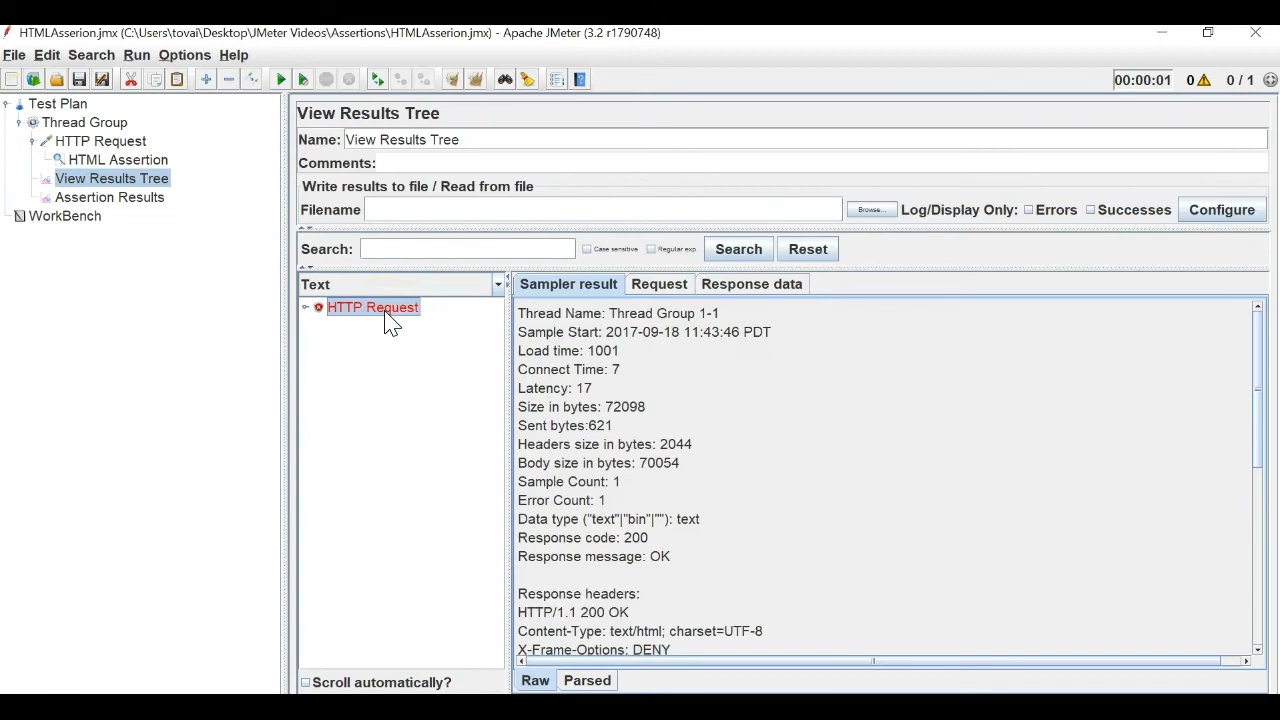 HTMLAsserion.jmx (C:\Users\tovai\Desktop\JMeter Videos\Assertions\HTMLAsserion.jmx) - Apache JMeter (3.2 r1790748)
File Edit Search Run Options Help
00:00:01 0 0 / 1
Test Plan
Thread Group
HTTP Request
HTML Assertion
View Results Tree
Assertion Results
WorkBench
View Results Tree
Name: View Results Tree
Comments:
Write results to file / Read from file
Filename Browse... Log/Display Only: Errors Successes Configure
Search: Case sensitive Regular exp. Search Reset
Text
HTTP Request
Scroll automatically?
Sampler result Request Response data
Thread Name: Thread Group 1-1
Sample Start: 2017-09-18 11:43:46 PDT
Load time: 1001
Connect Time: 7
Latency: 17
Size in bytes: 72098
Sent bytes:621
Headers size in bytes: 2044
Body size in bytes: 70054
Sample Count: 1
Error Count: 1
Data type ("text"|"bin"|""): text
Response code: 200
Response message: OK
Response headers:
HTTP/1.1 200 OK
Content-Type: text/html; charset=UTF-8
X-Frame-Options: DENY
Raw Parsed